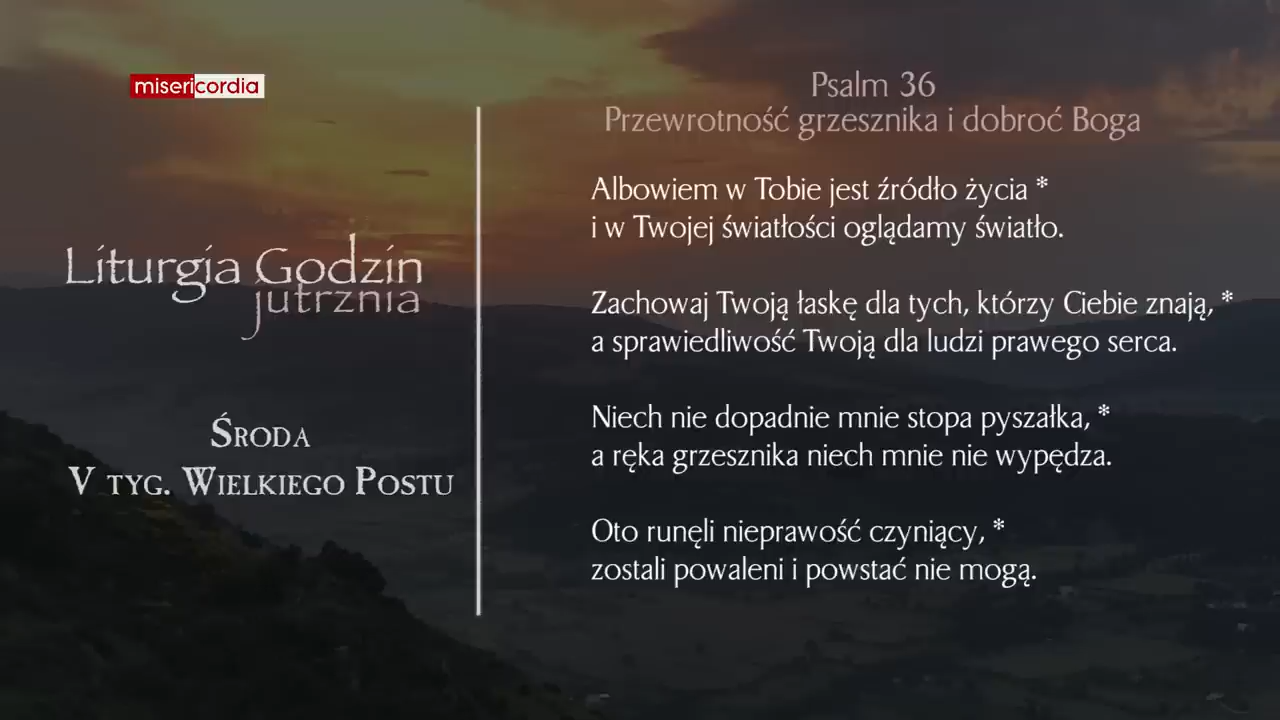 misericordia
Liturgia Godzin
jutrznia
Środa
V tyg. Wielkiego Postu
Psalm 36
Przewrotność grzesznika i dobroć Boga
Albowiem w Tobie jest źródło życia *
i w Twojej światłości oglądamy światło.
Zachowaj Twoją łaskę dla tych, którzy Ciebie znają, *
a sprawiedliwość Twoją dla ludzi prawego serca.
Niech nie dopadnie mnie stopa pyszałka, *
a ręka grzesznika niech mnie nie wypędza.
Oto runęli nieprawość czyniący, *
zostali powaleni i powstać nie mogą.